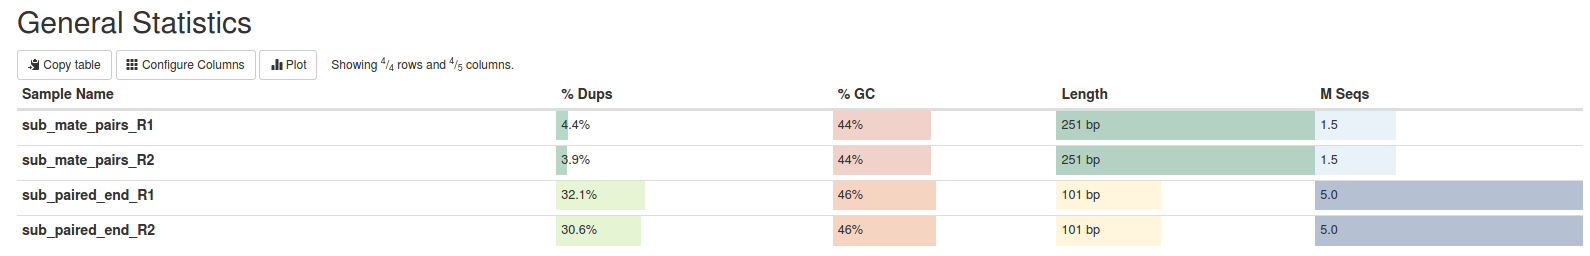 General Statistics
Copy table Configure Columns Plot Showing 4/4 rows and 4/5 columns.
Sample Name % Dups % GC Length M Seqs
sub_mate_pairs_R1 4.4% 44% 251 bp 1.5
sub_mate_pairs_R2 3.9% 44% 251 bp 1.5
sub_paired_end_R1 32.1% 46% 101 bp 5.0
sub_paired_end_R2 30.6% 46% 101 bp 5.0